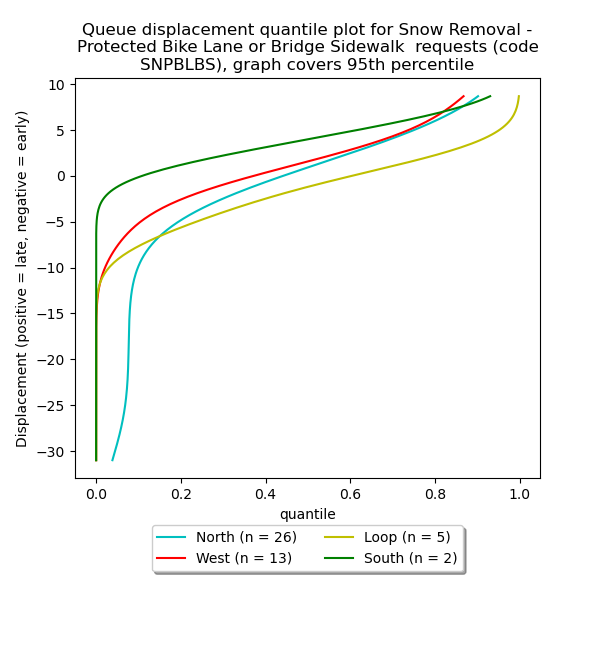 Queue displacement quantile plot for Snow Removal -
Protected Bike Lane or Bridge Sidewalk  requests (code
SNPBLBS), graph covers 95th percentile
Displacement (positive = late, negative = early)
10
5
0
−5
−10
−15
−20
−25
−30
0.0 0.2 0.4 0.6 0.8 1.0
quantile
North (n = 26) Loop (n = 5)
West (n = 13) South (n = 2)